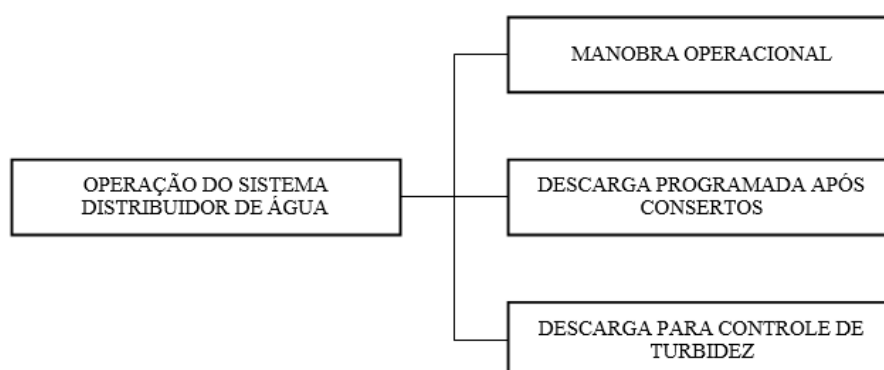 MANOBRA OPERACIONAL
OPERAÇÃO DO SISTEMA
DISTRIBUIDOR DE ÁGUA
DESCARGA PROGRAMADA APÓS
CONSERTOS
DESCARGA PARA CONTROLE DE
TURBIDEZ